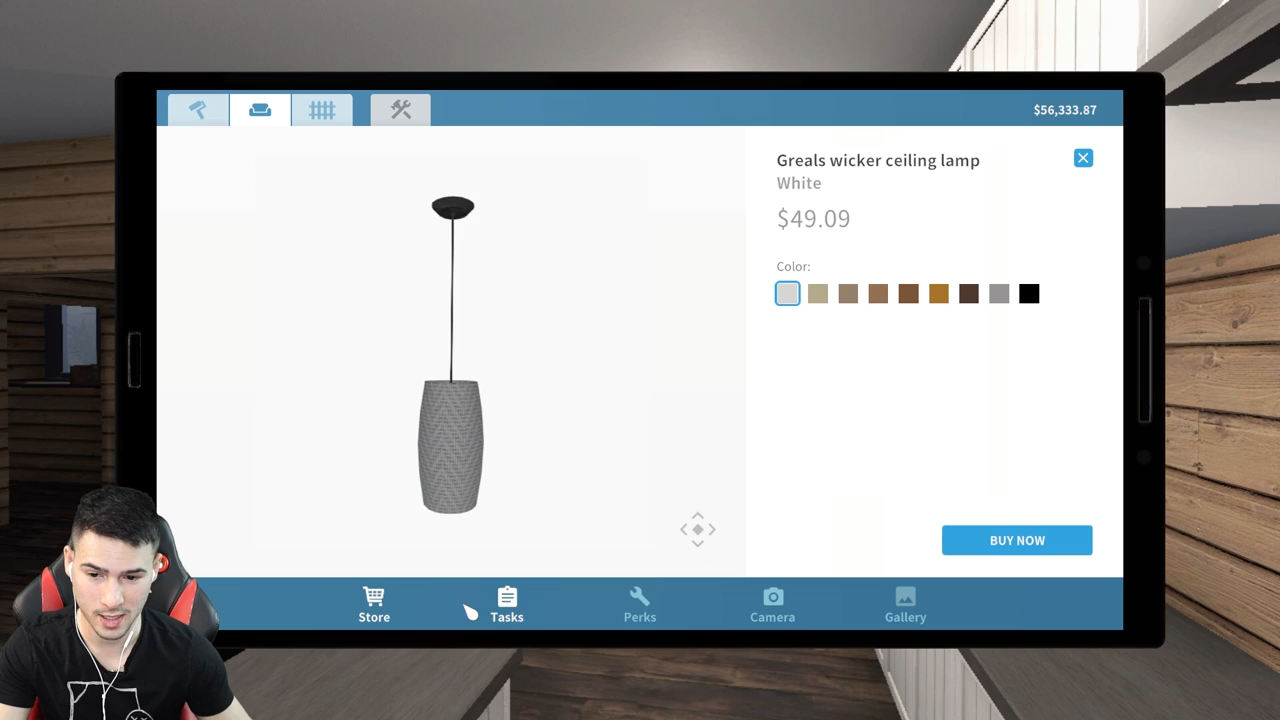 $56,333.87
Greals wicker ceiling lamp
White
$49.09
Color:
BUY NOW
Store
Tasks
Perks
Camera
Gallery